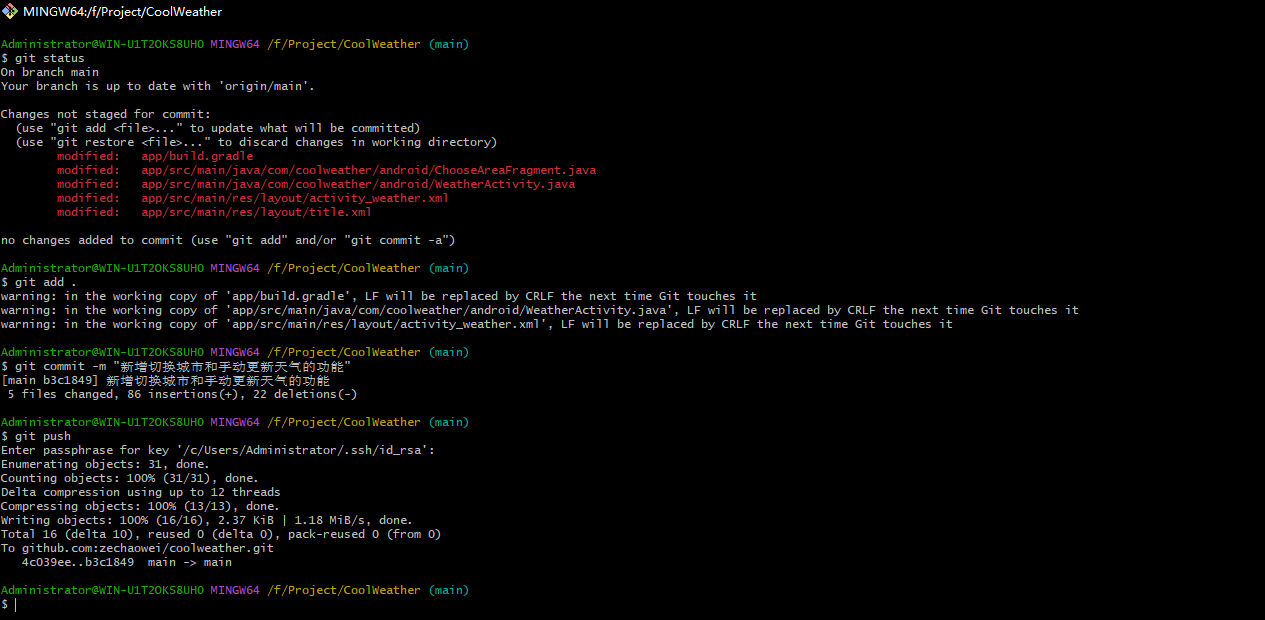 MINGW64:/f/Project/CoolWeather
Administrator@WIN-U1T2OKS8UHO MINGW64 /f/Project/CoolWeather (main)
$ git status
On branch main
Your branch is up to date with 'origin/main'.
Changes not staged for commit:
(use "git add <file>..." to update what will be committed)
(use "git restore <file>..." to discard changes in working directory)
modified: app/build.gradle
modified: app/src/main/java/com/coolweather/android/ChooseAreaFragment.java
modified: app/src/main/java/com/coolweather/android/WeatherActivity.java
modified: app/src/main/res/layout/activity_weather.xml
modified: app/src/main/res/layout/title.xml
no changes added to commit (use "git add" and/or "git commit -a")
Administrator@WIN-U1T2OKS8UHO MINGW64 /f/Project/CoolWeather (main)
$ git add .
warning: in the working copy of 'app/build.gradle', LF will be replaced by CRLF the next time Git touches it
warning: in the working copy of 'app/src/main/java/com/coolweather/android/WeatherActivity.java', LF will be replaced by CRLF the next time Git touches it
warning: in the working copy of 'app/src/main/res/layout/activity_weather.xml', LF will be replaced by CRLF the next time Git touches it
Administrator@WIN-U1T2OKS8UHO MINGW64 /f/Project/CoolWeather (main)
$ git commit -m "新增切换城市和手动更新天气的功能"
[main b3c1849] 新增切换城市和手动更新天气的功能
5 files changed, 86 insertions(+), 22 deletions(-)
Administrator@WIN-U1T2OKS8UHO MINGW64 /f/Project/CoolWeather (main)
$ git push
Enter passphrase for key '/c/Users/Administrator/.ssh/id_rsa':
Enumerating objects: 31, done.
Counting objects: 100% (31/31), done.
Delta compression using up to 12 threads
Compressing objects: 100% (13/13), done.
Writing objects: 100% (16/16), 2.37 KiB | 1.18 MiB/s, done.
Total 16 (delta 10), reused 0 (delta 0), pack-reused 0 (from 0)
To github.com:zechaowei/coolweather.git
4c039ee..b3c1849 main -> main
Administrator@WIN-U1T2OKS8UHO MINGW64 /f/Project/CoolWeather (main)
$